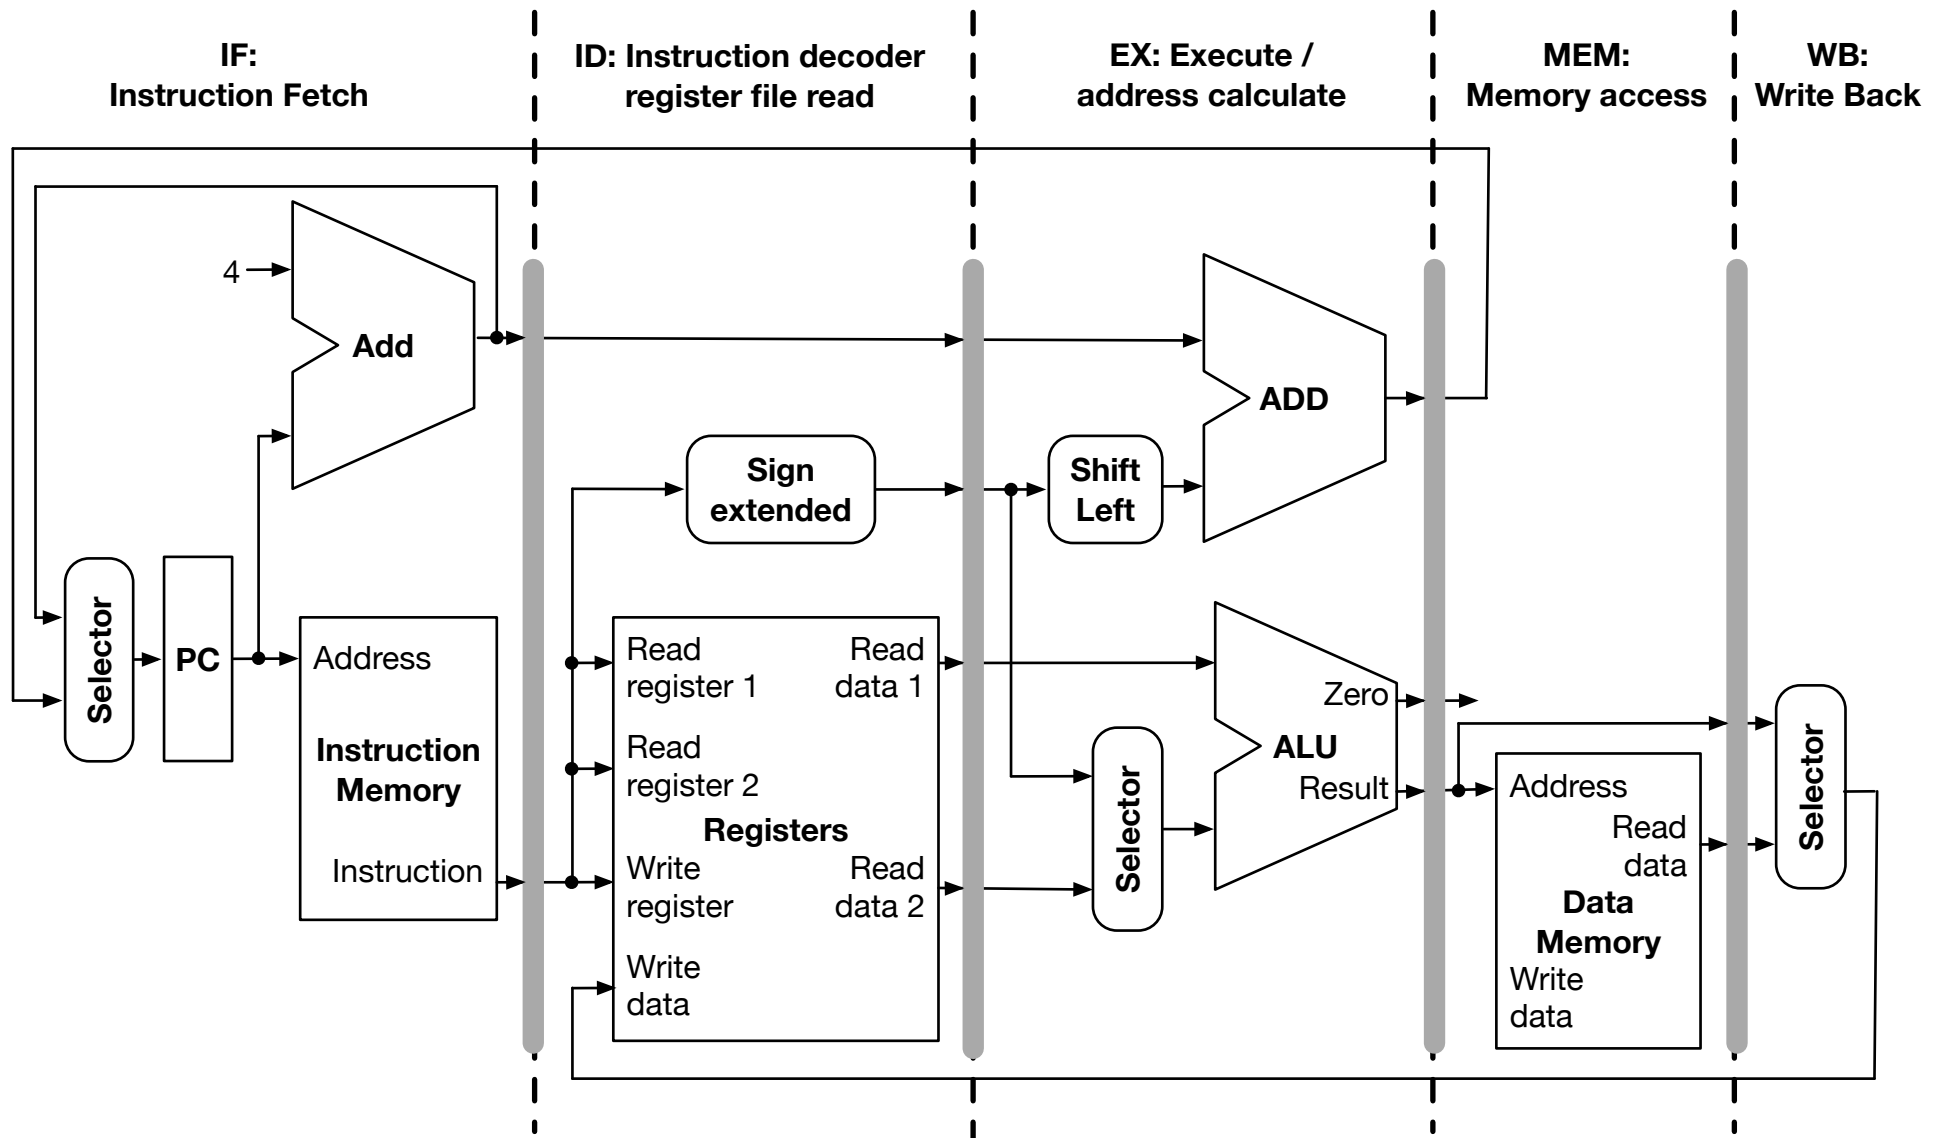 IF:
Instruction Fetch
ID: Instruction decoder
register file read
EX: Execute /
address calculate
MEM:
Memory access
WB:
Write Back
4
Add
ADD
Sign
extended
Shift
Left
Selector
PC
Address
Instruction
Memory
Instruction
Read
register 1
Read
data 1
Read
register 2
Registers
Write
register
Read
data 2
Write
data
Selector
Zero
ALU
Result
Address
Read
data
Data
Memory
Write
data
Selector